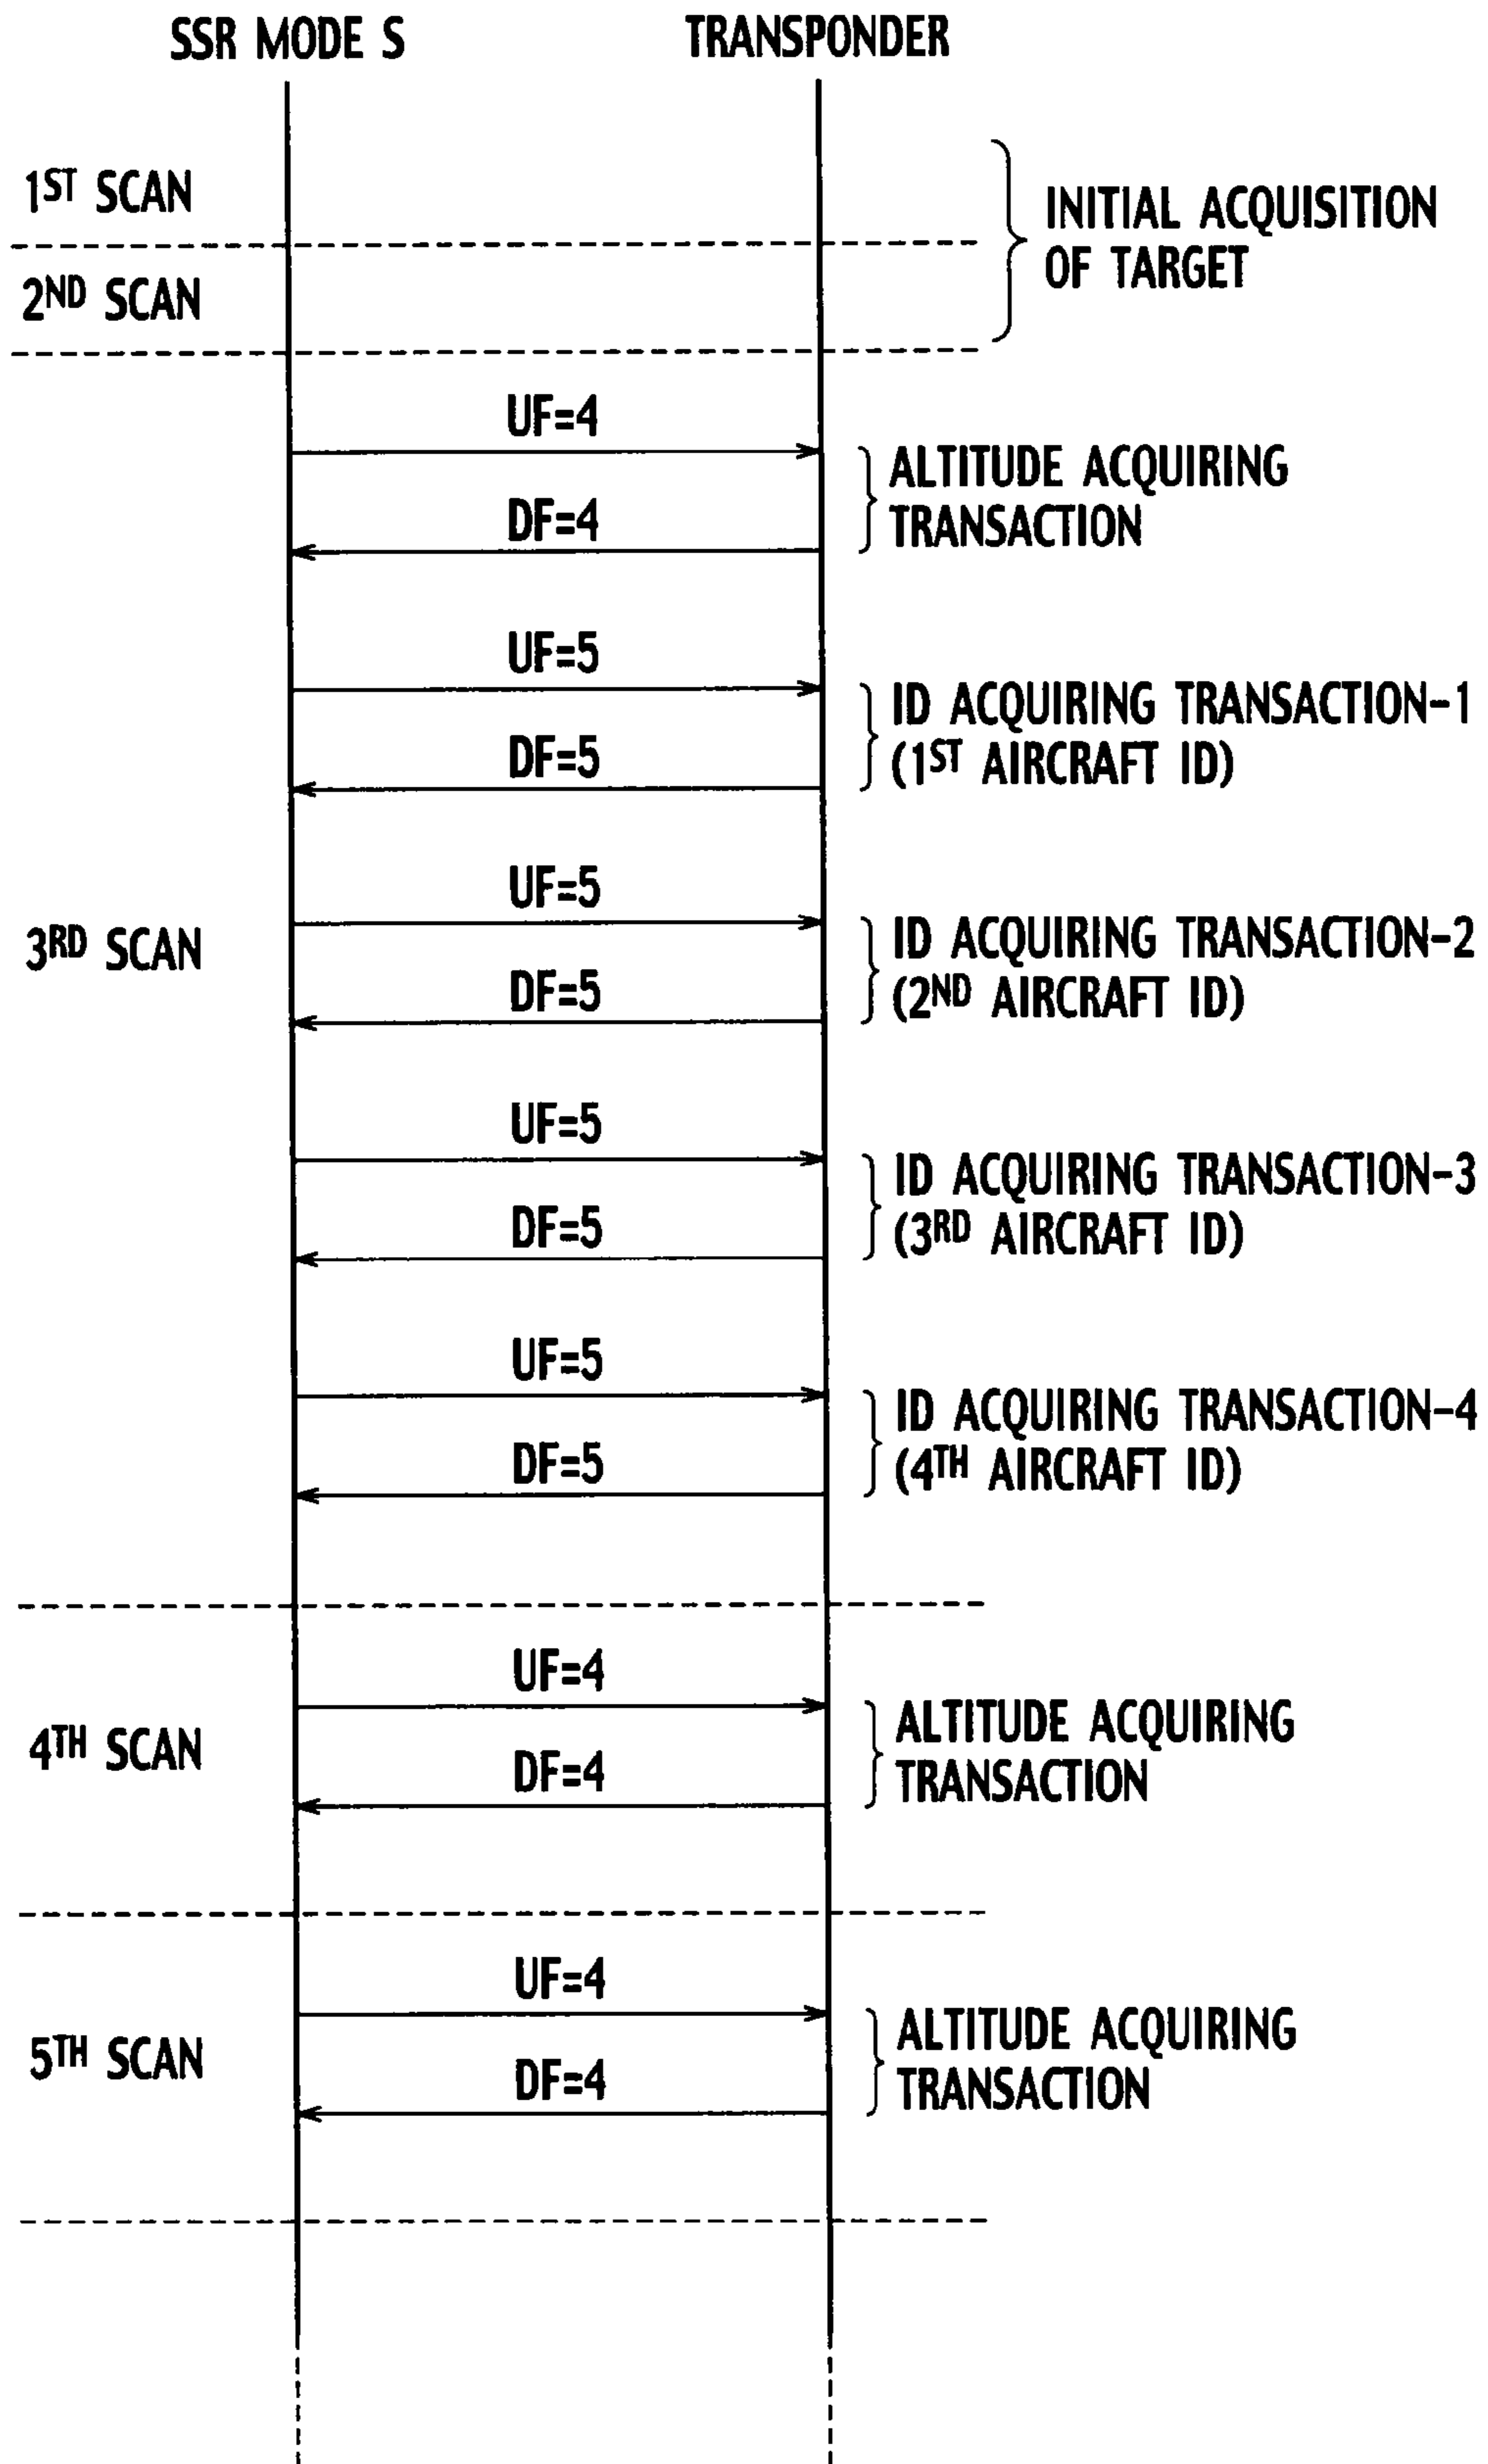 SSR MODE S
TRANSPONDER
1ST SCAN
INITIAL ACQUISITION
OF TARGET
2ND SCAN
UF=4
ALTITUDE ACQUIRING
TRANSACTION
DF=4
UF=5
ID ACQUIRING TRANSACTION-1
(1ST AIRCRAFT ID)
DF=5
3RD SCAN
UF=5
ID ACQUIRING TRANSACTION-2
(2ND AIRCRAFT ID)
DF=5
UF=5
ID ACQUIRING TRANSACTION-3
(3RD AIRCRAFT ID)
DF=5
UF=5
ID ACQUIRING TRANSACTION-4
(4TH AIRCRAFT ID)
DF=5
4TH SCAN
UF=4
ALTITUDE ACQUIRING
TRANSACTION
DF=4
5TH SCAN
UF=4
ALTITUDE ACQUIRING
TRANSACTION
DF=4